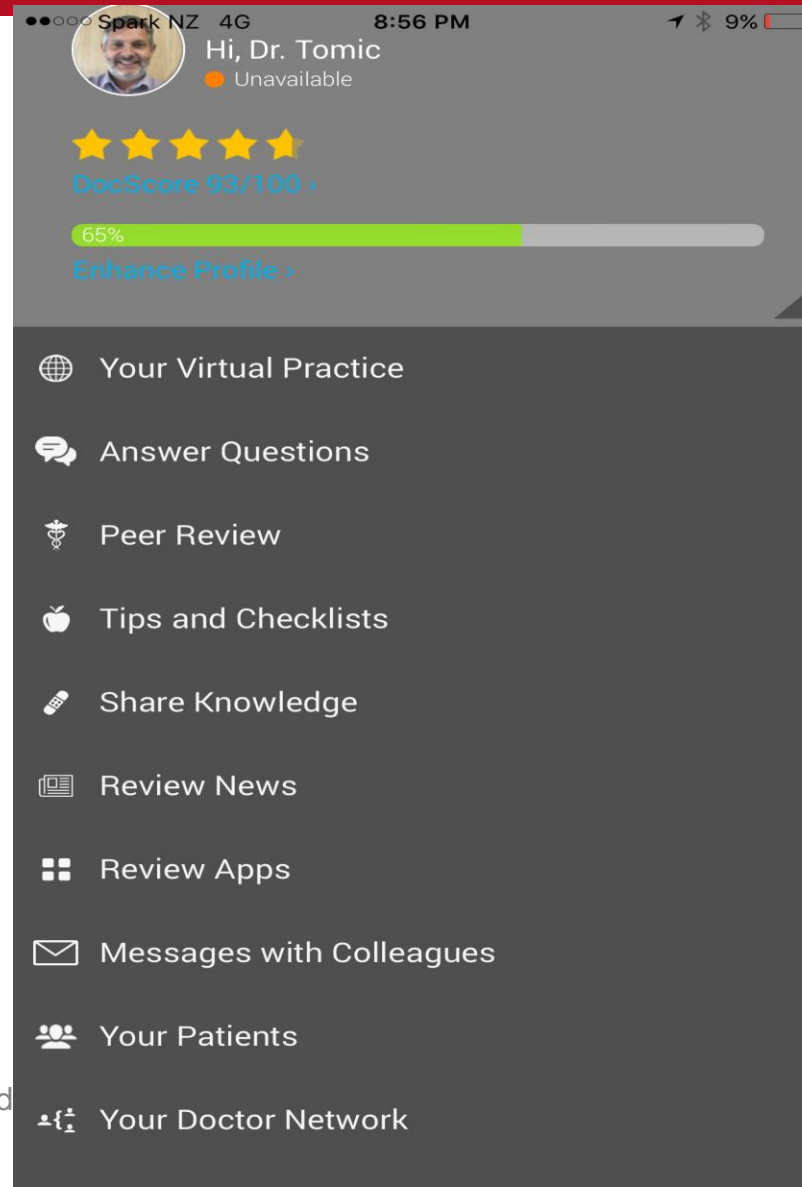 Spark NZ 4G 8:56 PM 9%
Hi, Dr. Tomic
Unavailable
DocScore 93/100 ›
65%
Enhance Profile ›
Your Virtual Practice
Answer Questions
Peer Review
Tips and Checklists
Share Knowledge
Review News
Review Apps
Messages with Colleagues
Your Patients
d
Your Doctor Network